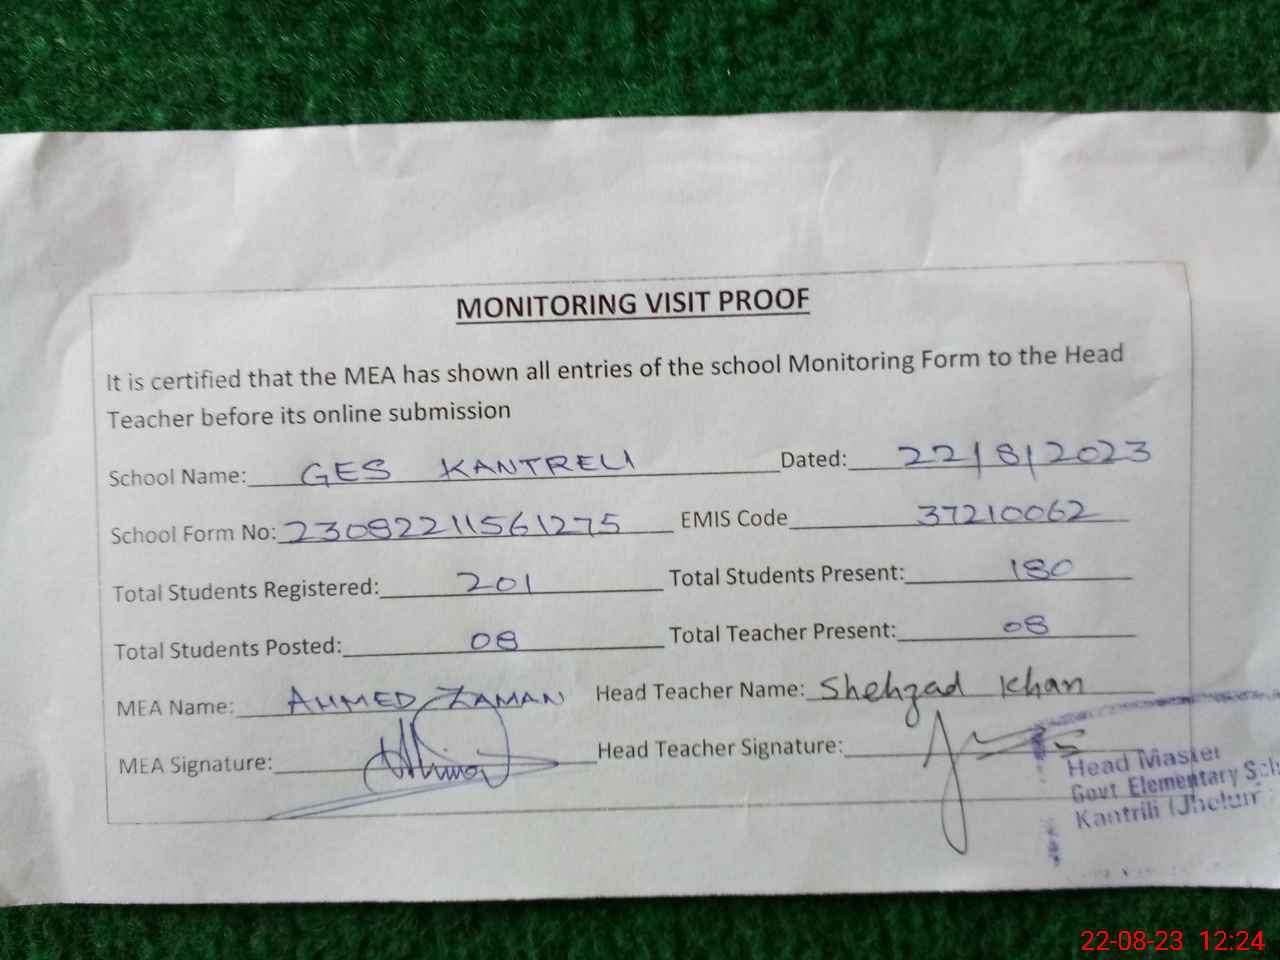 MONITORING VISIT PROOF
It is certified that the MEA has shown all entries of the school Monitoring Form to the Head
Teacher before its online submission
School Name: GES KANTRELI Dated: 22/8/2023
School Form No: 23082211561275 EMIS Code 37210062
Total Students Registered: 201 Total Students Present: 180
Total Students Posted: 08 Total Teacher Present: 08
MEA Name: AHMED ZAMAN Head Teacher Name: Shehzad Khan
MEA Signature: Head Teacher Signature:
Head Master
Govt Elementary Sch
Kantrili (Jhelum
22-08-23 12:24